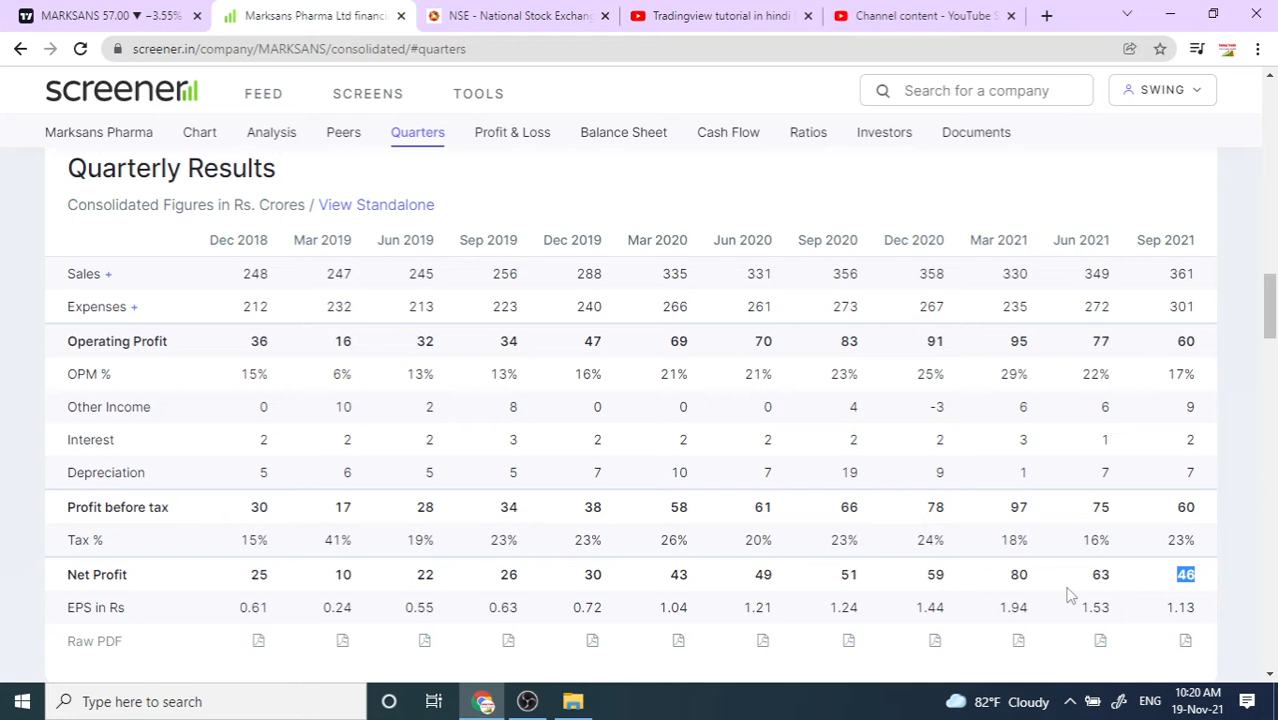 MARKSANS 57.00 ▼ −3.55%
Marksans Pharma Ltd financi
NSE - National Stock Exchan
Tradingview tutorial in hindi
Channel content - YouTube S
screener.in/company/MARKSANS/consolidated/#quarters
screener FEED SCREENS TOOLS Search for a company SWING
Marksans Pharma Chart Analysis Peers Quarters Profit & Loss Balance Sheet Cash Flow Ratios Investors Documents
Quarterly Results
Consolidated Figures in Rs. Crores / View Standalone
Dec 2018 Mar 2019 Jun 2019 Sep 2019 Dec 2019 Mar 2020 Jun 2020 Sep 2020 Dec 2020 Mar 2021 Jun 2021 Sep 2021
Sales + 248 247 245 256 288 335 331 356 358 330 349 361
Expenses + 212 232 213 223 240 266 261 273 267 235 272 301
Operating Profit 36 16 32 34 47 69 70 83 91 95 77 60
OPM % 15% 6% 13% 13% 16% 21% 21% 23% 25% 29% 22% 17%
Other Income 0 10 2 8 0 0 0 4 -3 6 6 9
Interest 2 2 2 3 2 2 2 2 2 3 1 2
Depreciation 5 6 5 5 7 10 7 19 9 1 7 7
Profit before tax 30 17 28 34 38 58 61 66 78 97 75 60
Tax % 15% 41% 19% 23% 23% 26% 20% 23% 24% 18% 16% 23%
Net Profit 25 10 22 26 30 43 49 51 59 80 63 46
EPS in Rs 0.61 0.24 0.55 0.63 0.72 1.04 1.21 1.24 1.44 1.94 1.53 1.13
Raw PDF
Type here to search
82°F Cloudy
ENG
10:20 AM
19-Nov-21